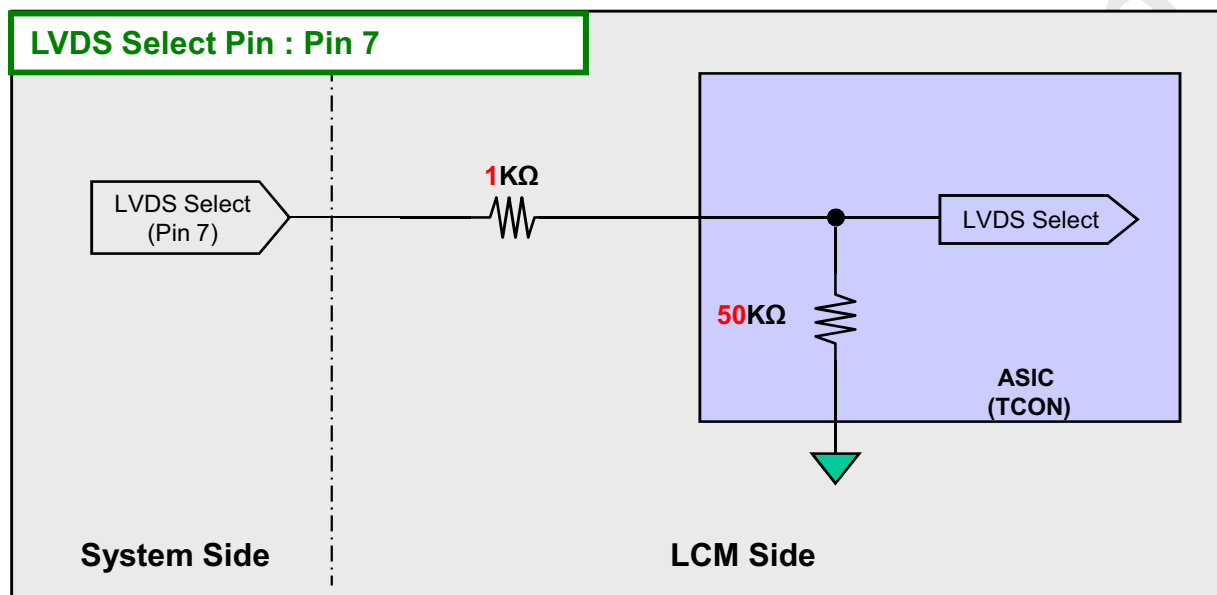 LVDS Select Pin : Pin 7
1KΩ
LVDS Select
(Pin 7)
LVDS Select
50KΩ
ASIC
(TCON)
System Side
LCM Side